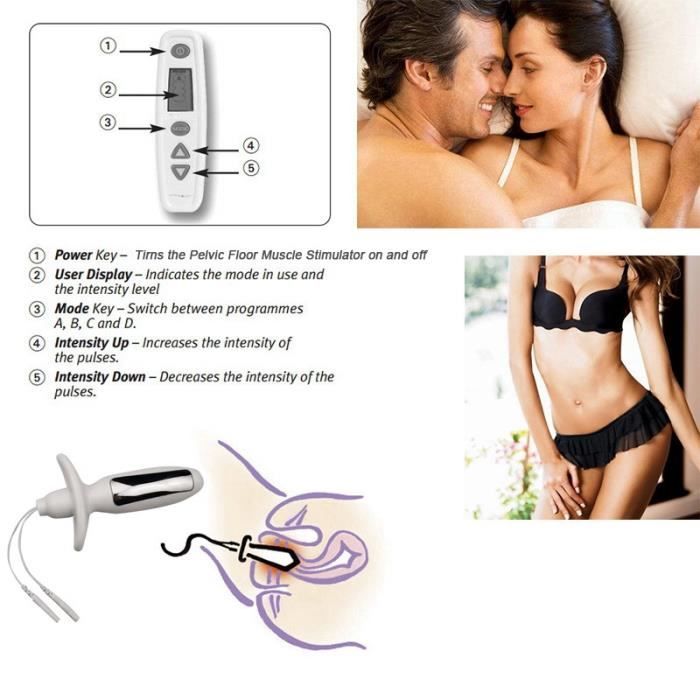 1
2
3
4
5
MODE
1 Power Key – Tirns the Pelvic Floor Muscle Stimulator on and off
2 User Display – Indicates the mode in use and
the intensity level
3 Mode Key – Switch between programmes
A, B, C and D.
4 Intensity Up – Increases the intensity of
the pulses.
5 Intensity Down – Decreases the intensity of the
pulses.